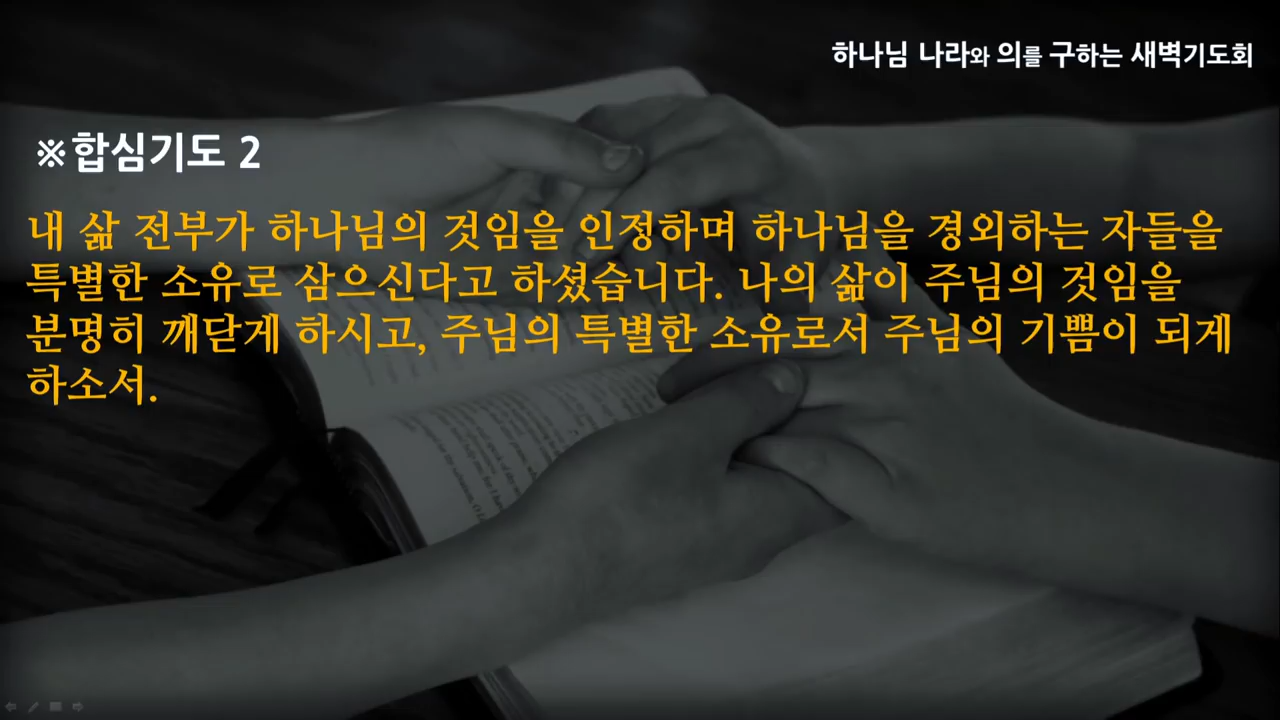 하나님 나라와 의를 구하는 새벽기도회
※합심기도 2
내 삶 전부가 하나님의 것임을 인정하며 하나님을 경외하는 자들을
특별한 소유로 삼으신다고 하셨습니다. 나의 삶이 주님의 것임을
분명히 깨닫게 하시고, 주님의 특별한 소유로서 주님의 기쁨이 되게
하소서.